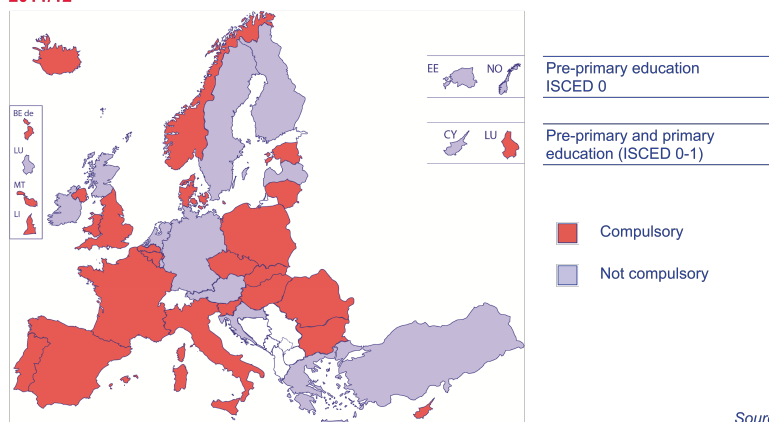 BE de
LU
MT
LI
EE
NO
Pre-primary education
ISCED 0
CY
LU
Pre-primary and primary
education (ISCED 0-1)
Compulsory
Not compulsory